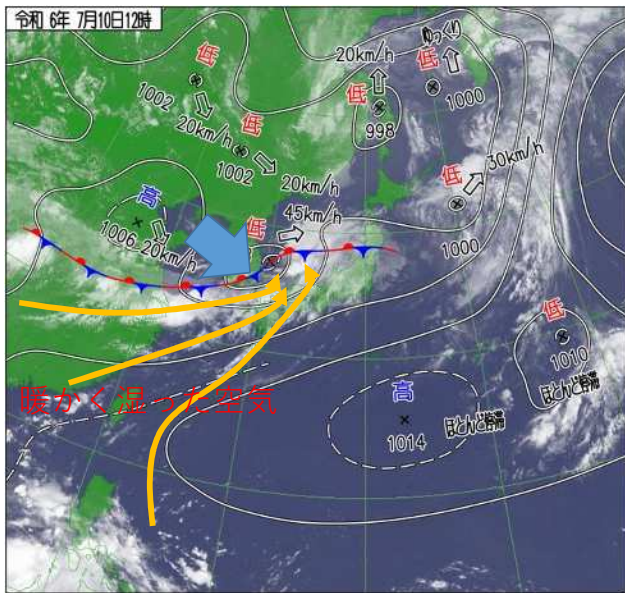 令和 6年 7月10日12時
ゆっくり
低
20km/h
低
1000
低
1002
低
998
20km/h
低
1002
20km/h
低
30km/h
高
45km/h
低
1006
20km/h
1000
低
1010
ほとんど停滞
高
暖かく湿った空気
1014
ほとんど停滞